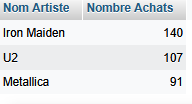 Nom Artiste Nombre Achats
Iron Maiden 140
U2 107
Metallica 91